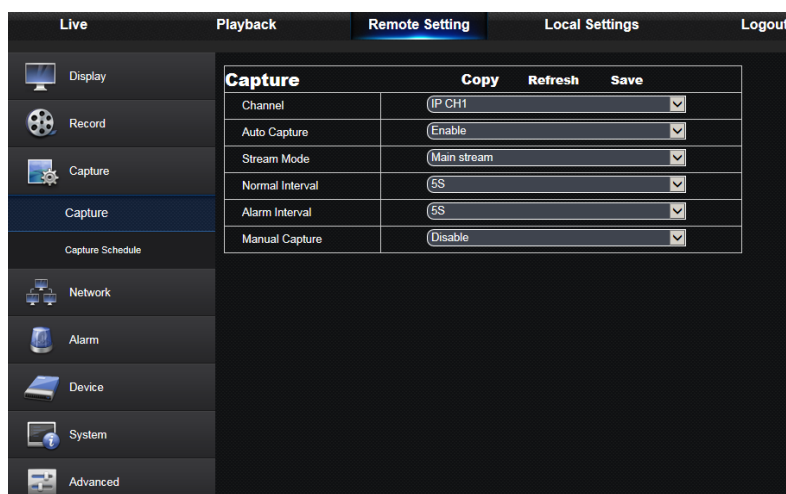 Live Playback Remote Setting Local Settings Logout
Display
Record
Capture
Capture
Capture Schedule
Network
Alarm
Device
System
Advanced
Capture Copy Refresh Save
Channel IP CH1
Auto Capture Enable
Stream Mode Main stream
Normal Interval 5S
Alarm Interval 5S
Manual Capture Disable